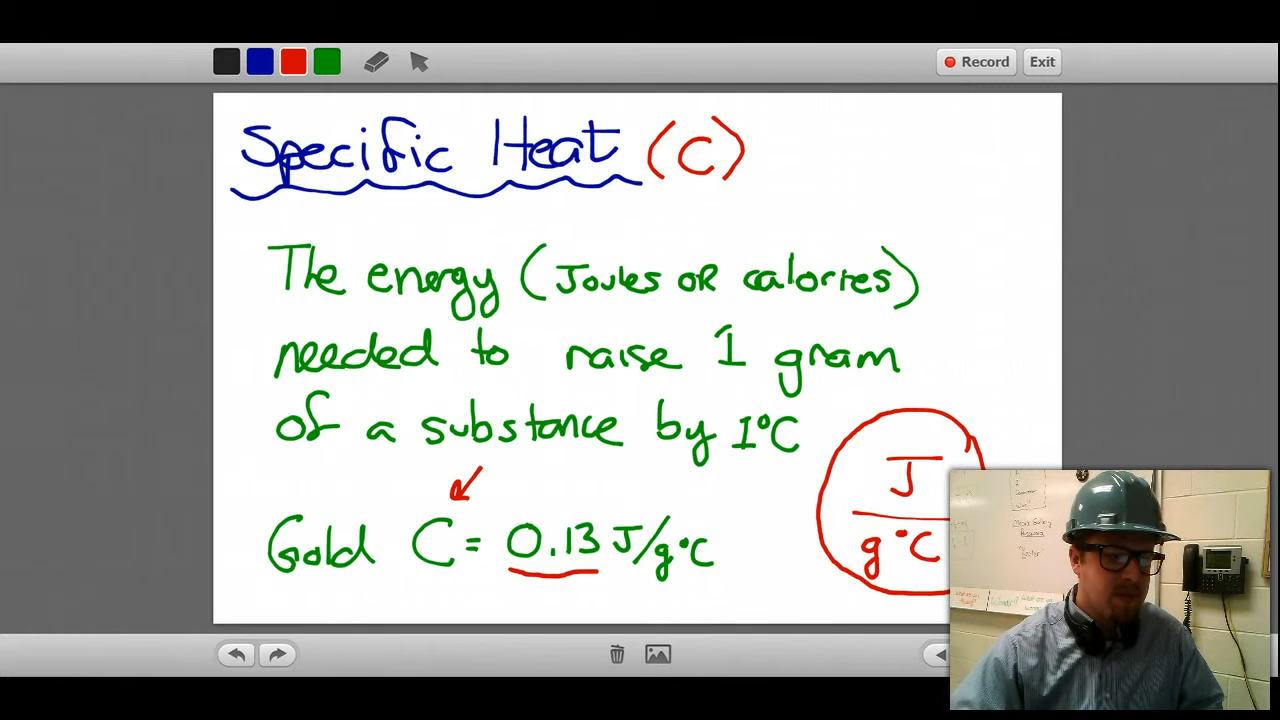 Record Exit
Specific Heat (C)
The energy (Joules OR calories)
needed to raise 1 gram
of a substance by 1°C
J
g°C
Gold C = 0.13 J/g°C